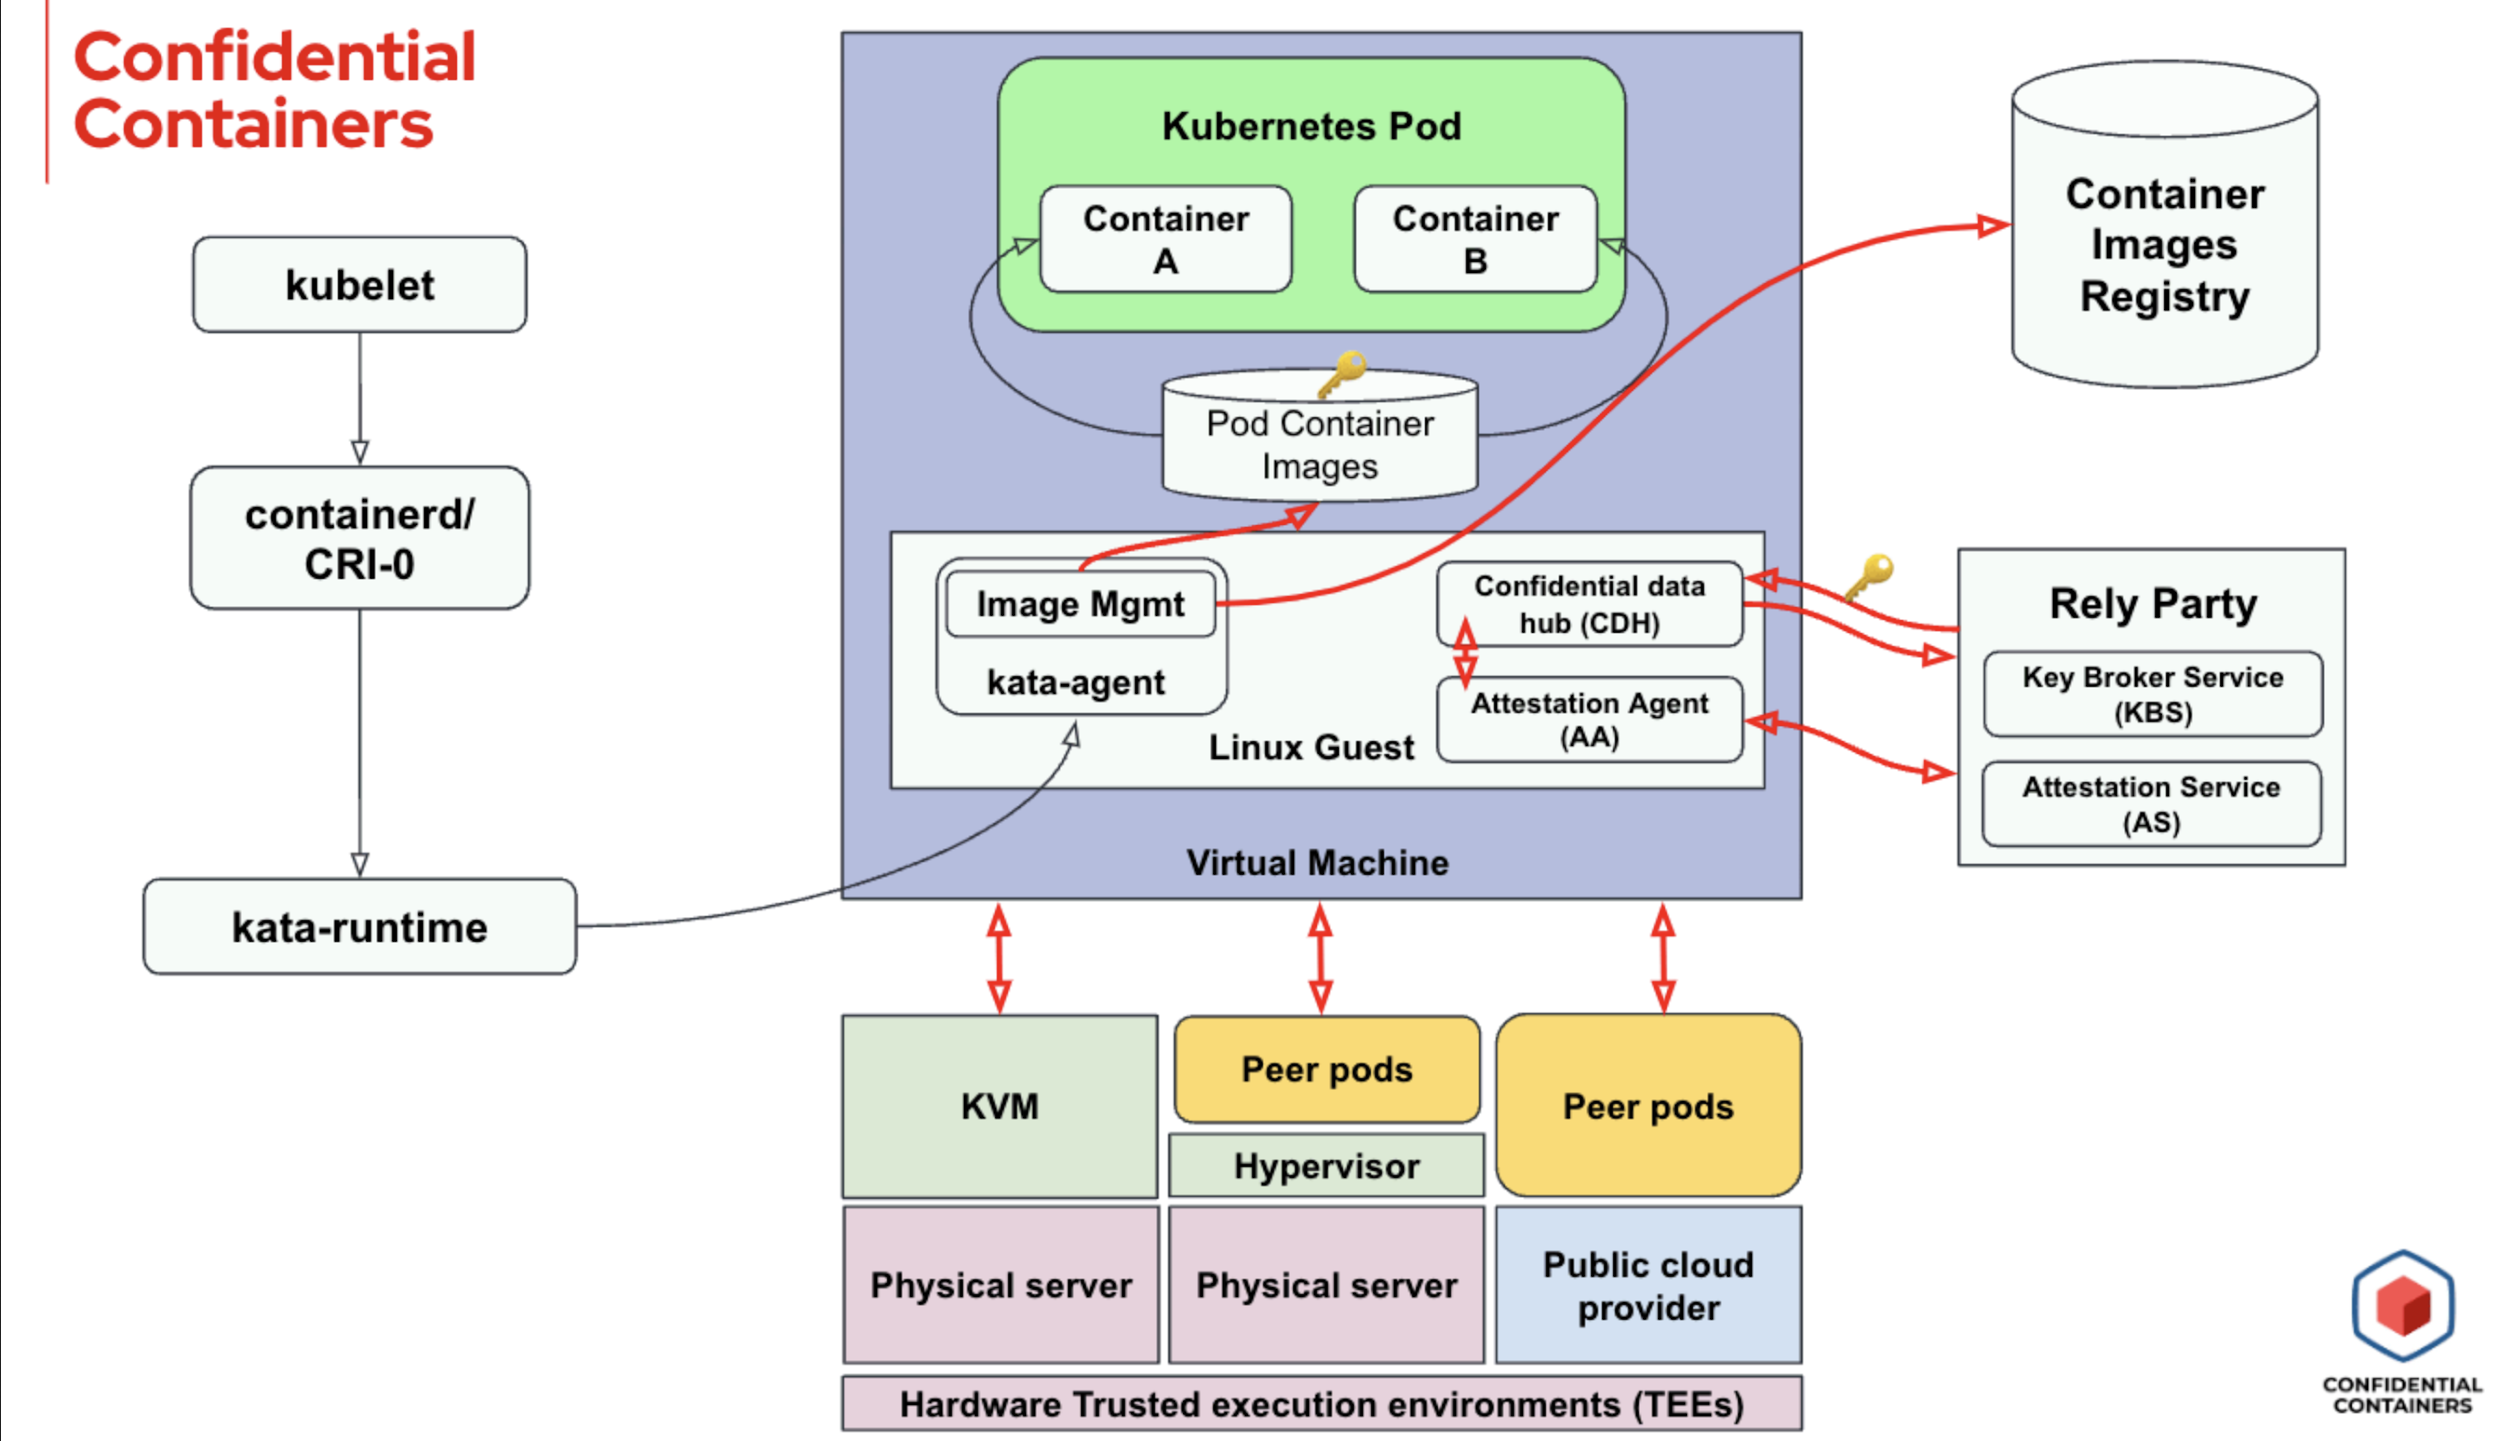 Confidential
Containers
kubelet
containerd/
CRI-0
kata-runtime
Kubernetes Pod
Container
A
Container
B
Pod Container
Images
Image Mgmt
kata-agent
Confidential data
hub (CDH)
Attestation Agent
(AA)
Linux Guest
Virtual Machine
Container
Images
Registry
Rely Party
Key Broker Service
(KBS)
Attestation Service
(AS)
KVM
Peer pods
Hypervisor
Peer pods
Physical server
Physical server
Public cloud
provider
Hardware Trusted execution environments (TEEs)
CONFIDENTIAL
CONTAINERS